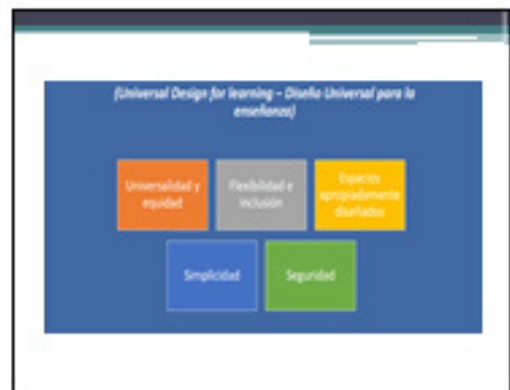 (Universal Design for learning – Diseño Universal para la
enseñanza)
Universalidad y
equidad
Flexibilidad e
inclusión
Espacios
apropiadamente
diseñados
Simplicidad
Seguridad